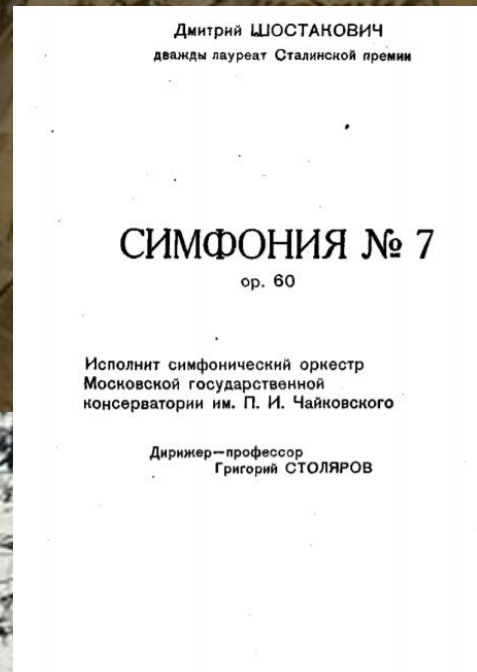 Дмитрий ШОСТАКОВИЧ
дважды лауреат Сталинской премии
СИМФОНИЯ № 7
ор. 60
Исполнит симфонический оркестр
Московской государственной
консерватории им. П. И. Чайковского
Дирижер—профессор
Григорий СТОЛЯРОВ